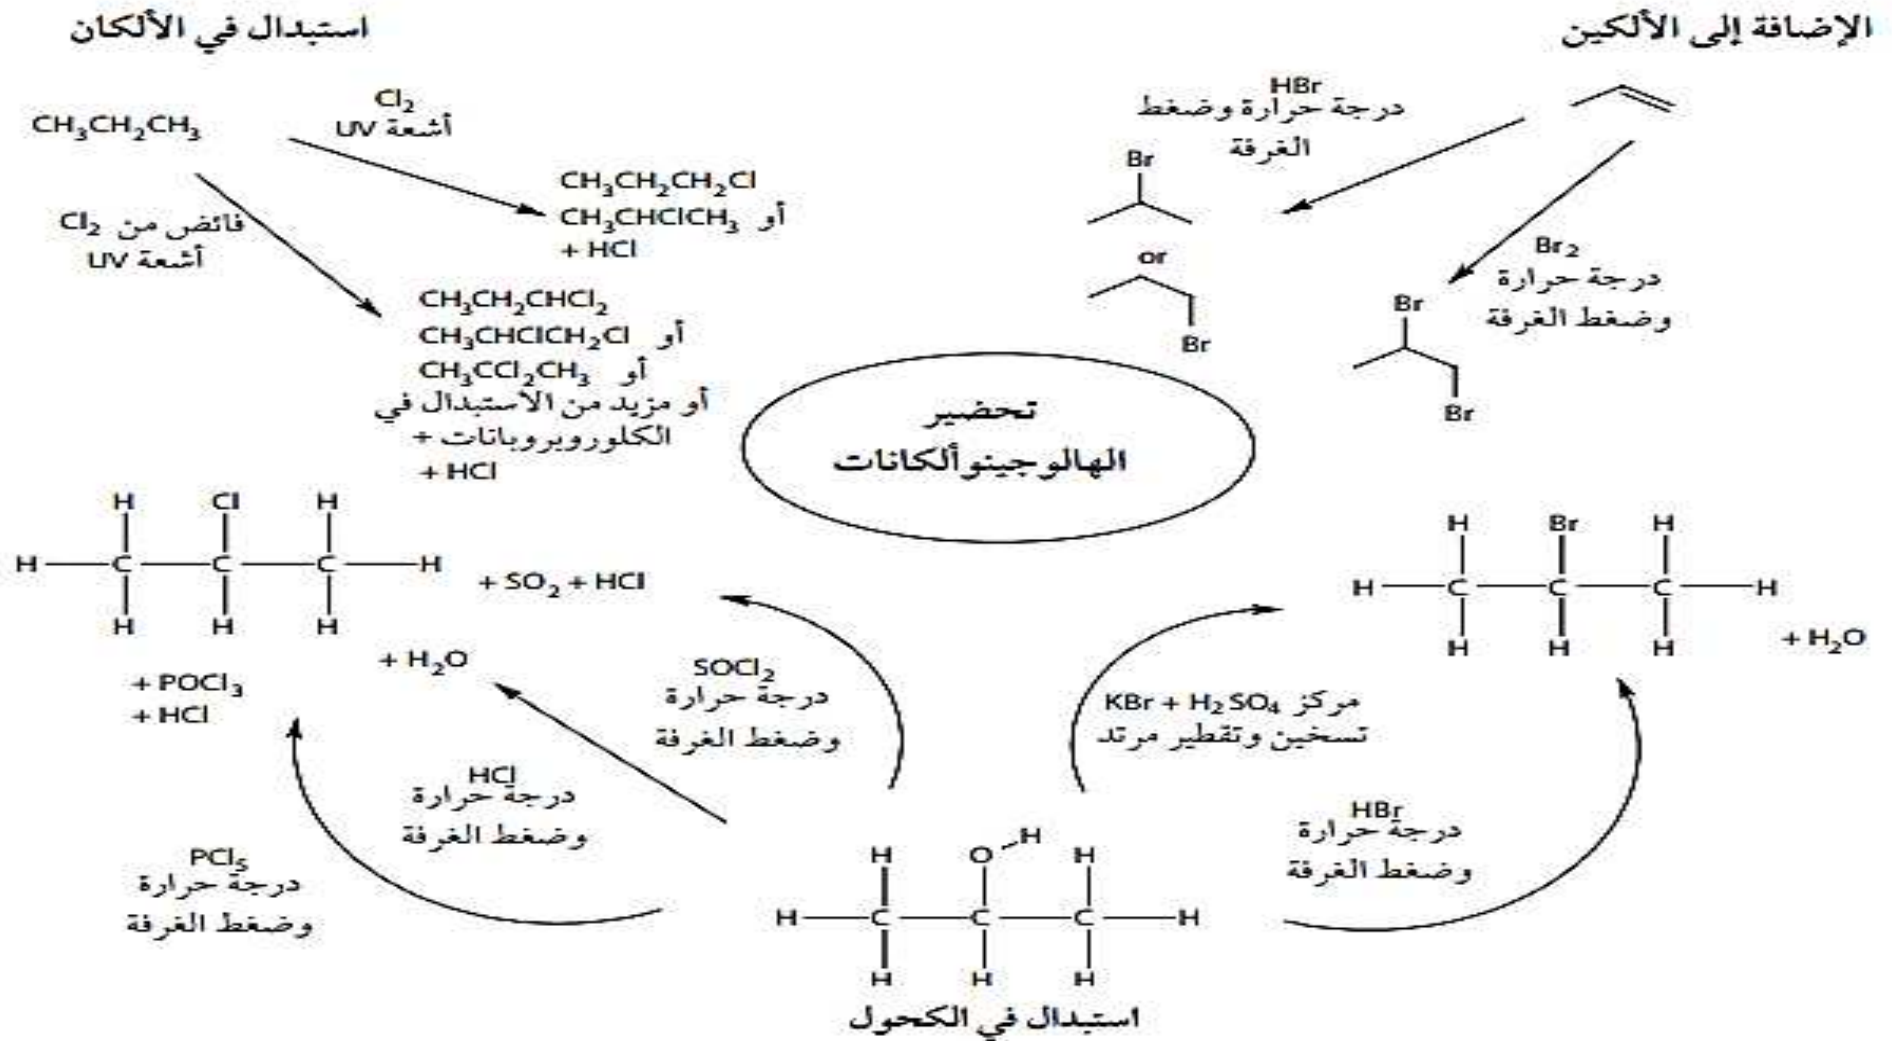 استبدال في الألكان
الإضافة إلى الألكين
CH₃CH₂CH₃
Cl₂
أشعة UV
CH₃CH₂CH₂Cl
أو CH₃CHClCH₃
+ HCl
فائض من Cl₂
أشعة UV
CH₃CH₂CHCl₂
أو CH₃CHClCH₂Cl
أو CH₃CCl₂CH₃
أو مزيد من الاستبدال في
الكلوروبروبانات +
+ HCl
HBr
درجة حرارة وضغط
الغرفة
Br
or
Br
Br₂
درجة حرارة
وضغط الغرفة
Br
Br
تحضير
الهالوجينوألكانات
H Cl H
H C C C H
H H H
+ SO₂ + HCl
+ H₂O
+ POCl₃
+ HCl
SOCl₂
درجة حرارة
وضغط الغرفة
HCl
درجة حرارة
وضغط الغرفة
PCl₅
درجة حرارة
وضغط الغرفة
H Br H
H C C C H
H H H
+ H₂O
KBr + H₂SO₄ مركز
تسخين وتقطير مرتد
HBr
درجة حرارة
وضغط الغرفة
H O H H
H C C C H
H H H
استبدال في الكحول